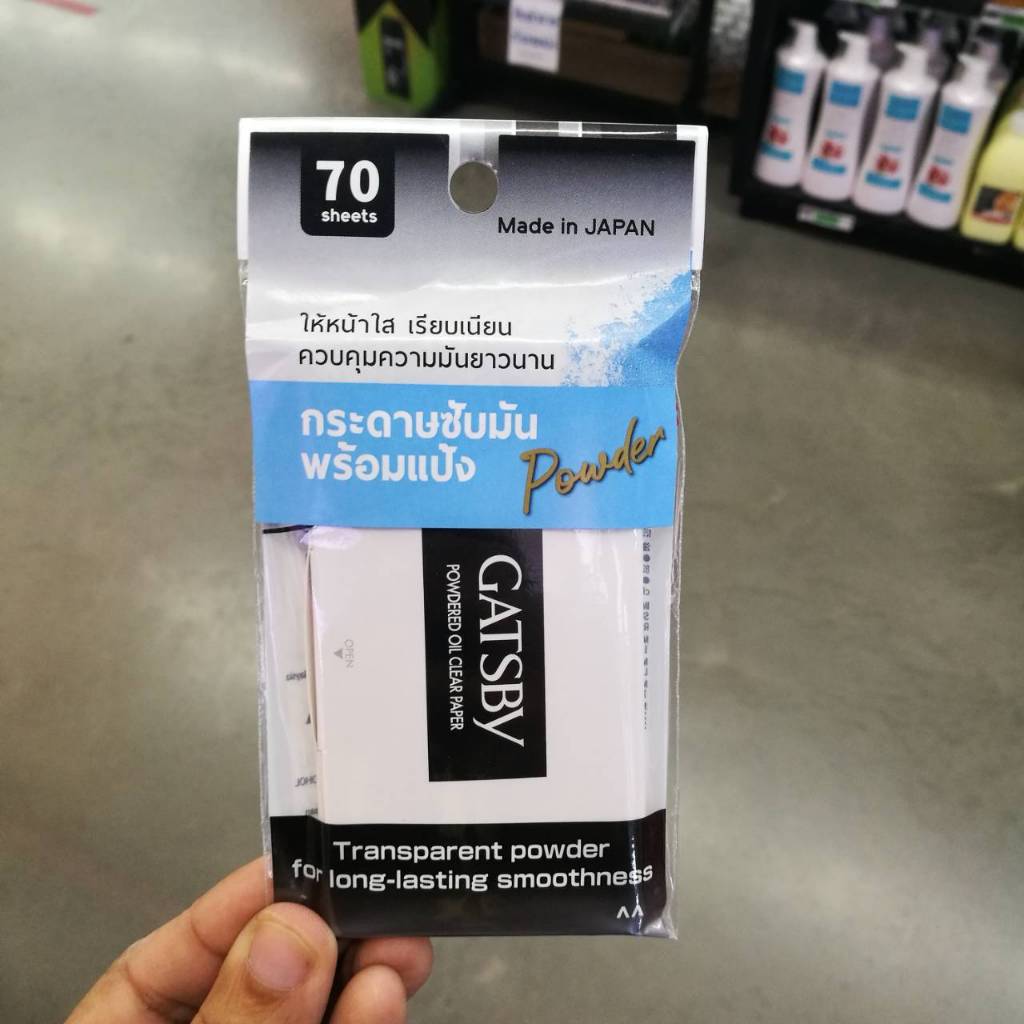 70
sheets
Made in JAPAN
ให้หน้าใส เรียบเนียน
ควบคุมความมันยาวนาน
กระดาษซับมัน
พร้อมแป้ง
Powder
GATSBY
POWDERED OIL CLEAR PAPER
OPEN
Transparent powder
for long-lasting smoothness